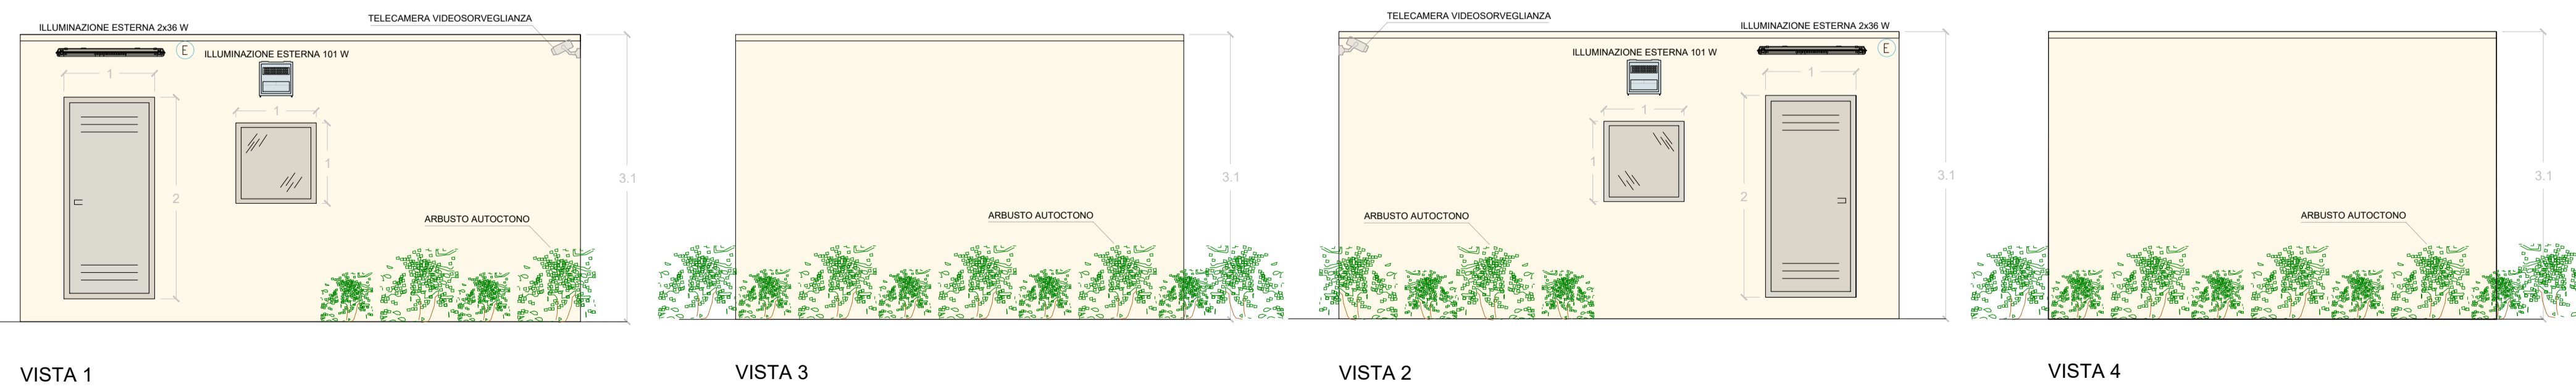 ILLUMINAZIONE ESTERNA 2x36 W
TELECAMERA VIDEOSORVEGLIANZA
E
ILLUMINAZIONE ESTERNA 101 W
1
1
1
2
3.1
ARBUSTO AUTOCTONO
VISTA 1
3.1
ARBUSTO AUTOCTONO
VISTA 3
TELECAMERA VIDEOSORVEGLIANZA
ILLUMINAZIONE ESTERNA 2x36 W
E
ILLUMINAZIONE ESTERNA 101 W
1
1
1
2
3.1
ARBUSTO AUTOCTONO
VISTA 2
3.1
ARBUSTO AUTOCTONO
VISTA 4